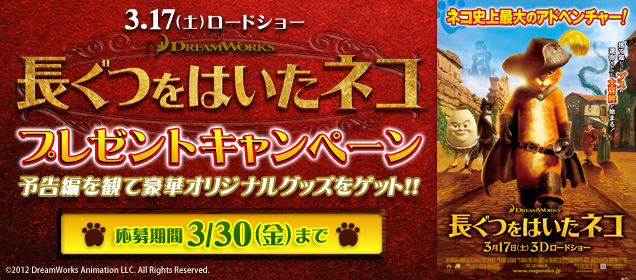 3.17(土)ロードショー
DREAMWORKS
長ぐつをはいたネコ
プレゼントキャンペーン
予告編を観て豪華オリジナルグッズをゲット!!
応募期間 3/30(金)まで
©2012 DreamWorks Animation LLC. All Rights Reserved.
ネコ史上最大のアドベンチャー!
DREAMWORKS
長ぐつをはいたネコ
3月17日(土)3Dロードショー